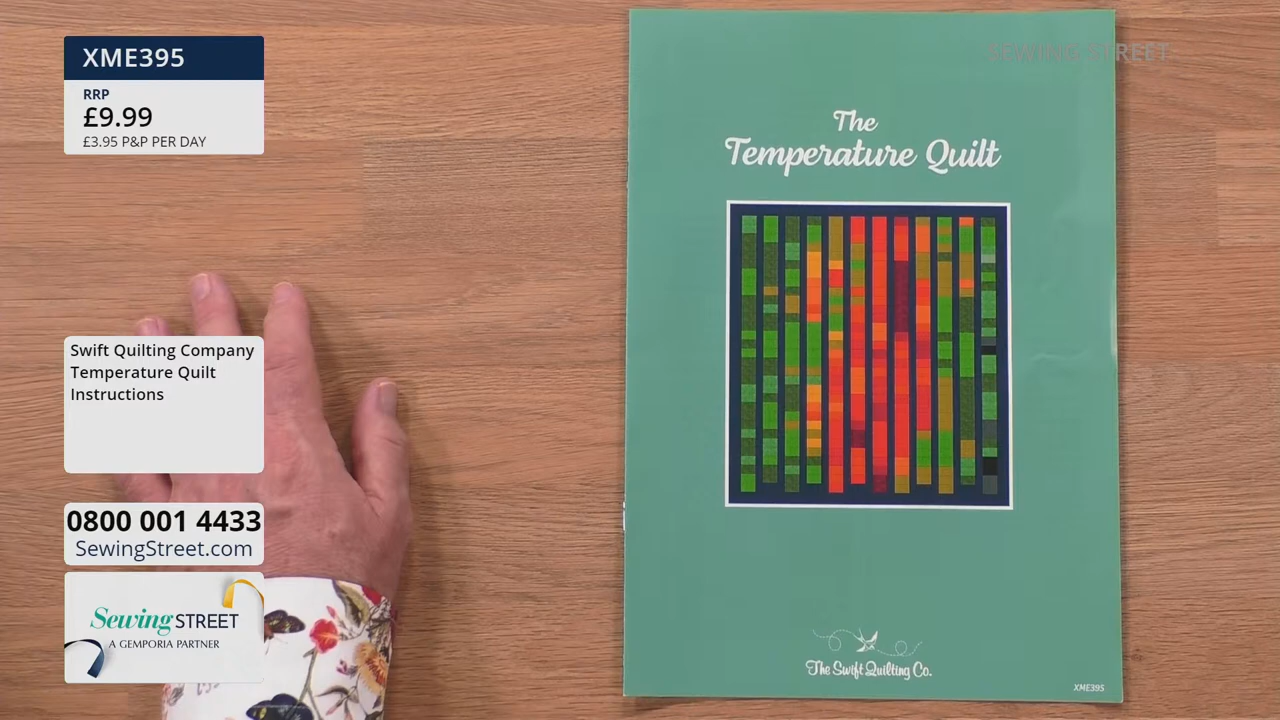 XME395
RRP
£9.99
£3.95 P&P PER DAY
SEWING STREET
The
Temperature Quilt
Swift Quilting Company
Temperature Quilt
Instructions
0800 001 4433
SewingStreet.com
Sewing STREET
A GEMPORIA PARTNER
The Swift Quilting Co.
XME395